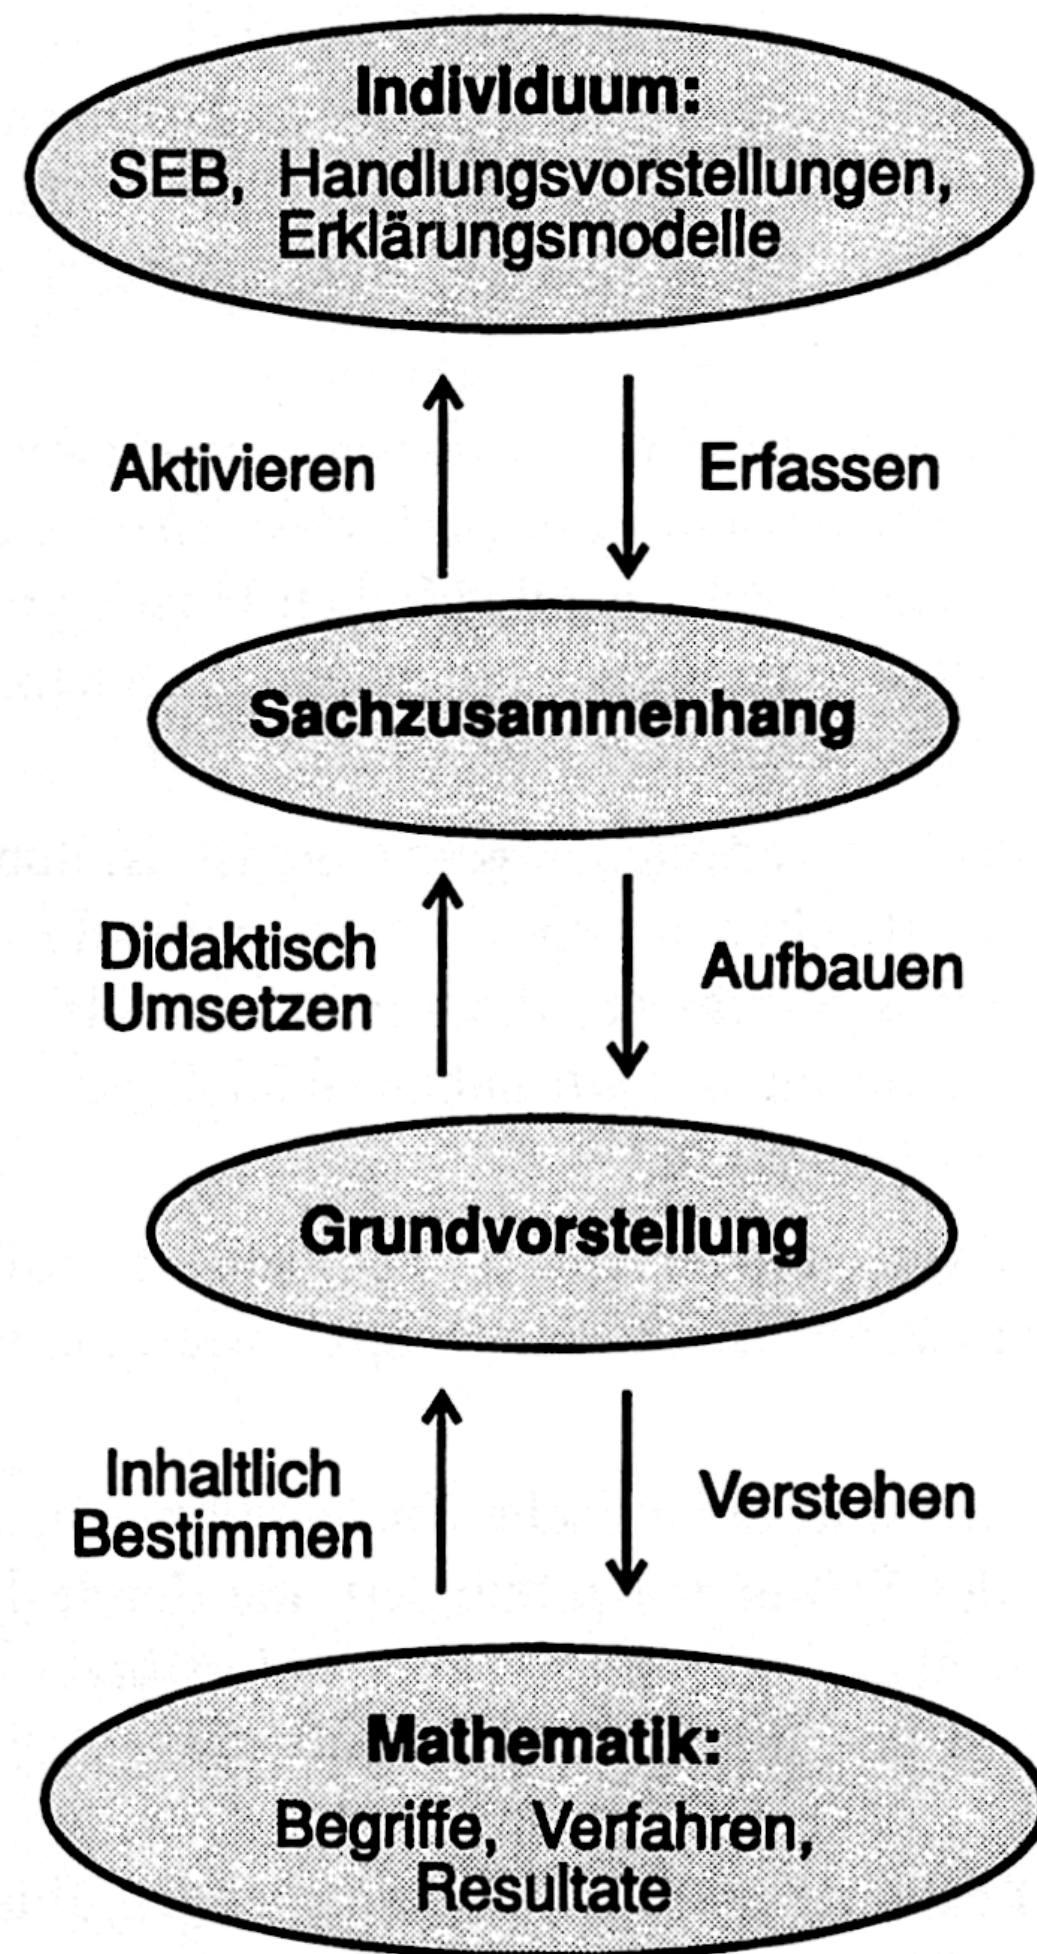 Individuum:
SEB, Handlungsvorstellungen,
Erklärungsmodelle
Aktivieren
Erfassen
Sachzusammenhang
Didaktisch
Umsetzen
Aufbauen
Grundvorstellung
Inhaltlich
Bestimmen
Verstehen
Mathematik:
Begriffe, Verfahren,
Resultate